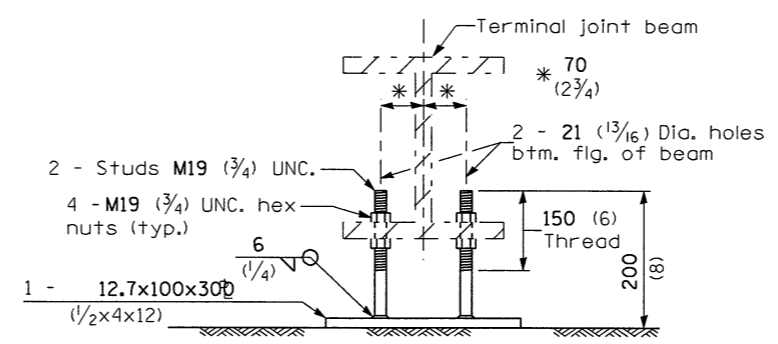 Terminal joint beam
* 70
(2 3/4)
* *
2 - 21 (13/16) Dia. holes
btm. flg. of beam
2 - Studs M19 (3/4) UNC.
4 - M19 (3/4) UNC. hex
nuts (typ.)
150 (6)
Thread
200
(8)
6
(1/4)
1 - 12.7x100x300 ℄
(1/2x4x12)